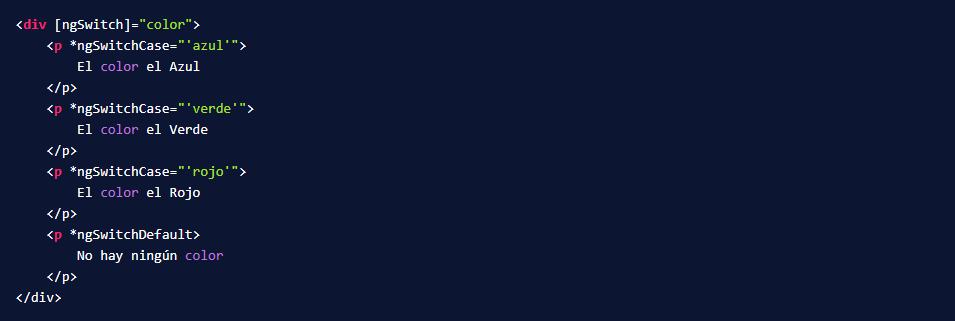 <div [ngSwitch]="color">
    <p *ngSwitchCase="'azul'">
        El color el Azul
    </p>
    <p *ngSwitchCase="'verde'">
        El color el Verde
    </p>
    <p *ngSwitchCase="'rojo'">
        El color el Rojo
    </p>
    <p *ngSwitchDefault>
        No hay ningún color
    </p>
</div>